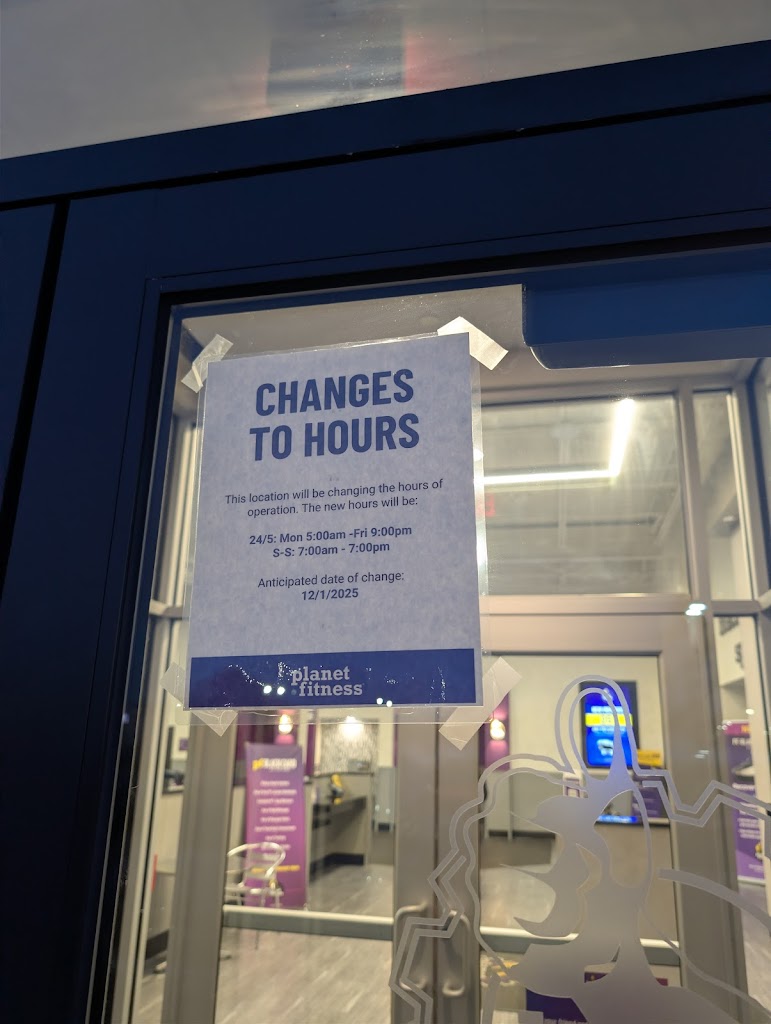 CHANGES
TO HOURS
This location will be changing the hours of
operation. The new hours will be:
24/5: Mon 5:00am -Fri 9:00pm
S-S: 7:00am - 7:00pm
Anticipated date of change:
12/1/2025
planet
fitness